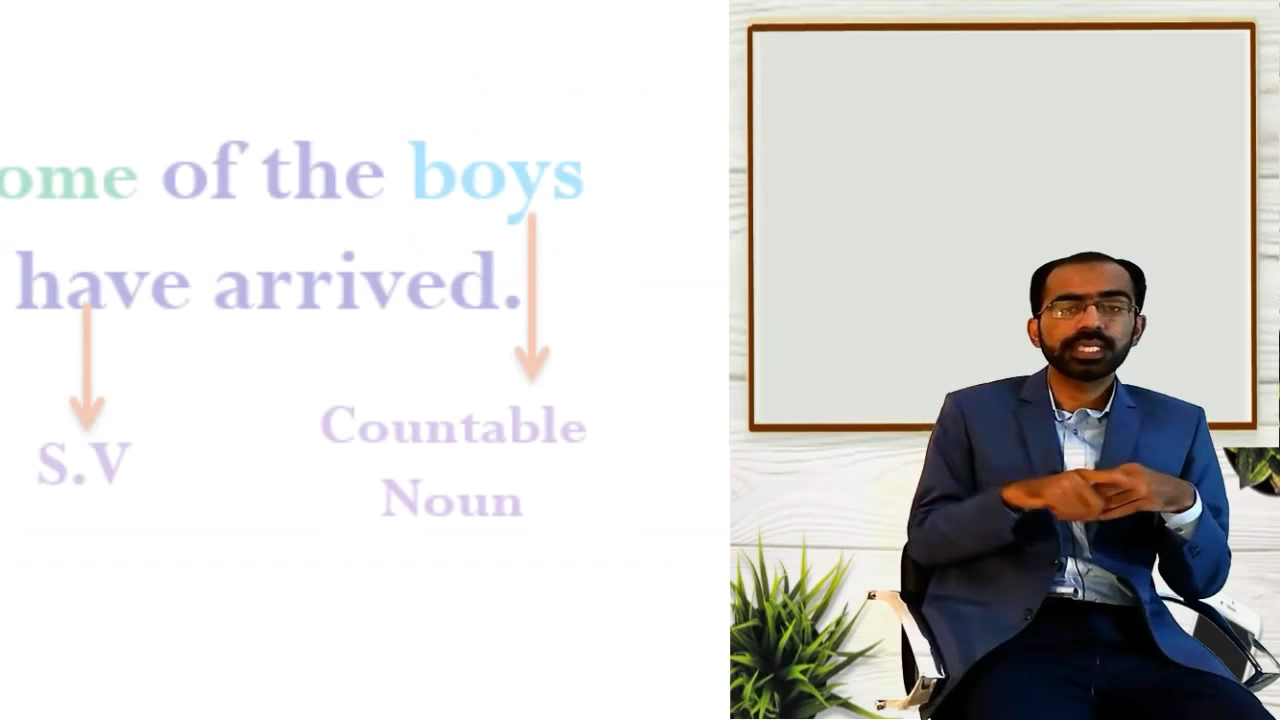 ome of the boys
have arrived.
S.V
Countable
Noun